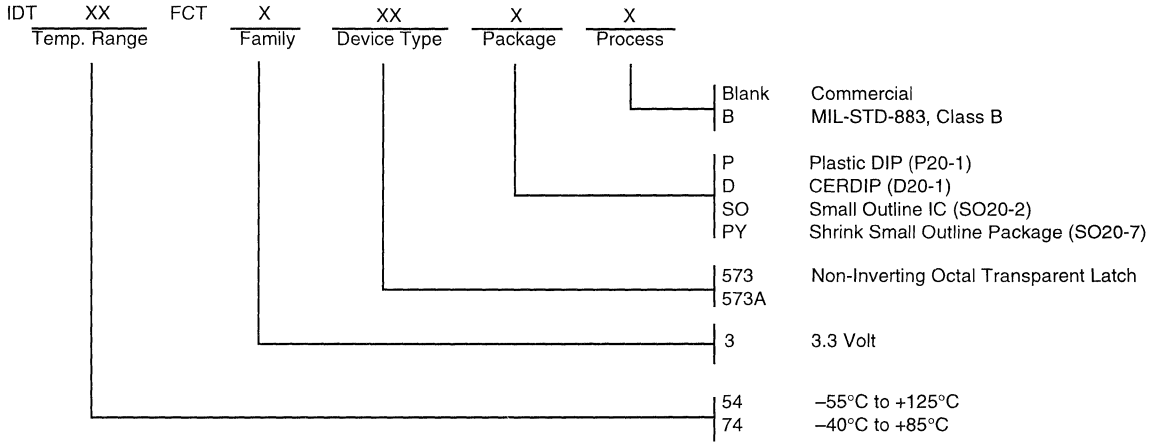 IDT XX FCT X XX X X
Temp. Range Family Device Type Package Process
Blank Commercial
B MIL-STD-883, Class B
P Plastic DIP (P20-1)
D CERDIP (D20-1)
SO Small Outline IC (SO20-2)
PY Shrink Small Outline Package (SO20-7)
573 Non-Inverting Octal Transparent Latch
573A
3 3.3 Volt
54 –55°C to +125°C
74 –40°C to +85°C